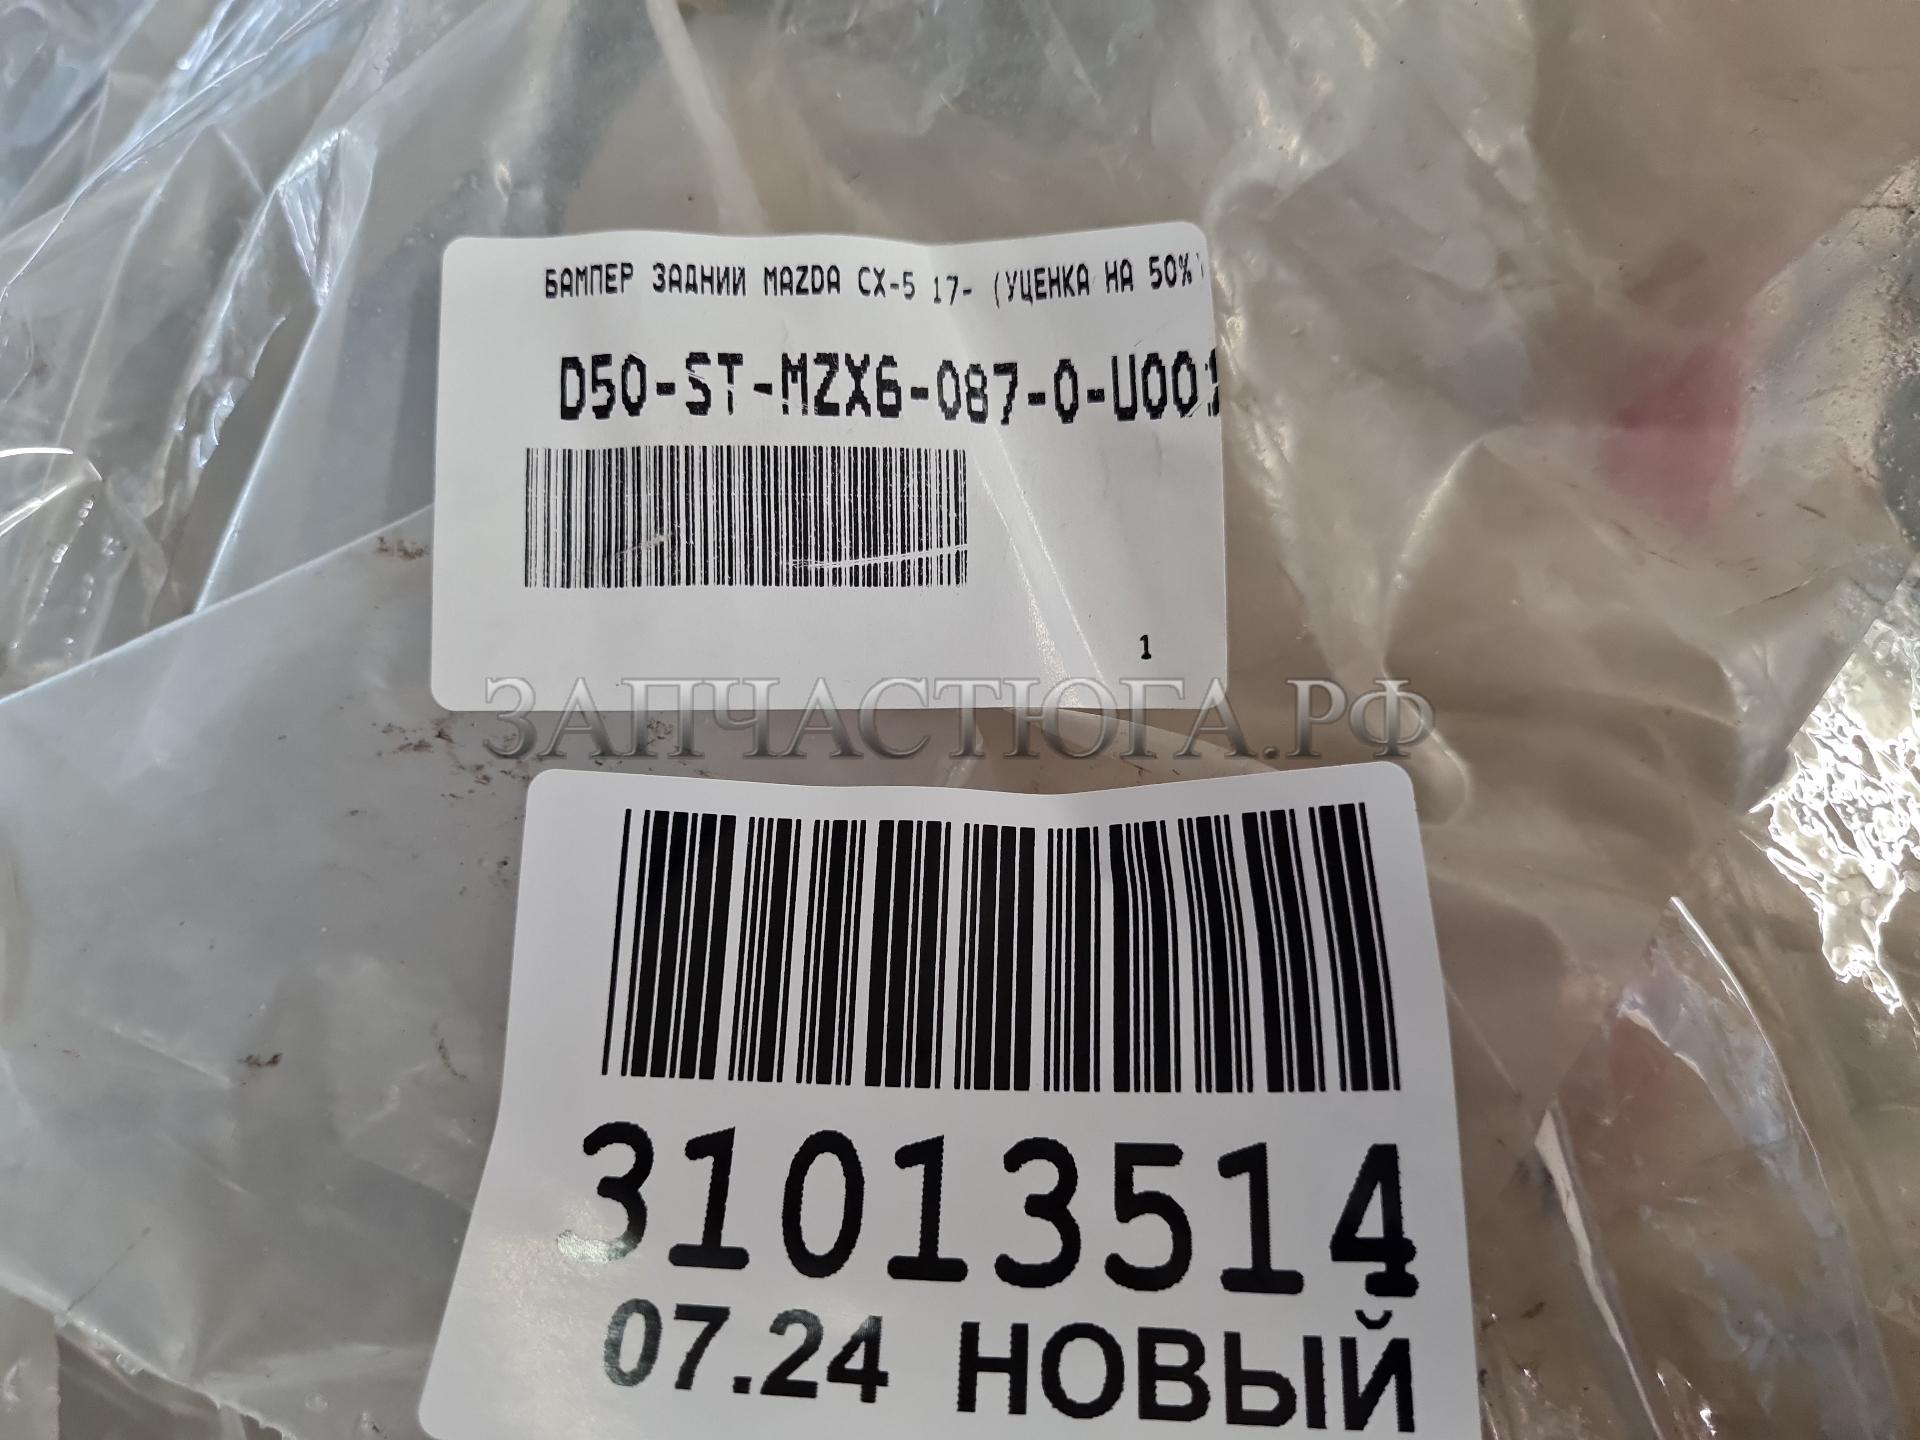 БАМПЕР ЗАДНИЙ MAZDA CX-5 17- (УЦЕНКА НА 50%)
D50-ST-MZX6-087-0-U001
1
ЗАПЧАСТЮГА.РФ
31013514
07.24 НОВЫЙ